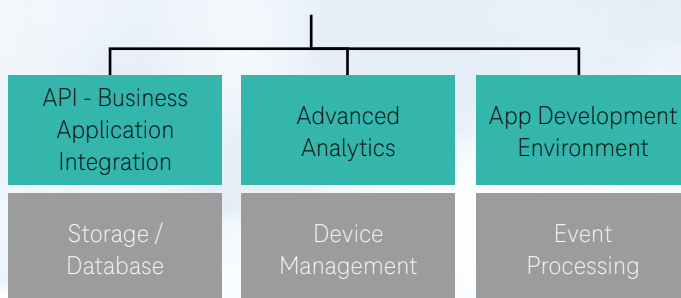 API - Business
Application
Integration
Advanced
Analytics
App Development
Environment
Storage /
Database
Device
Management
Event
Processing